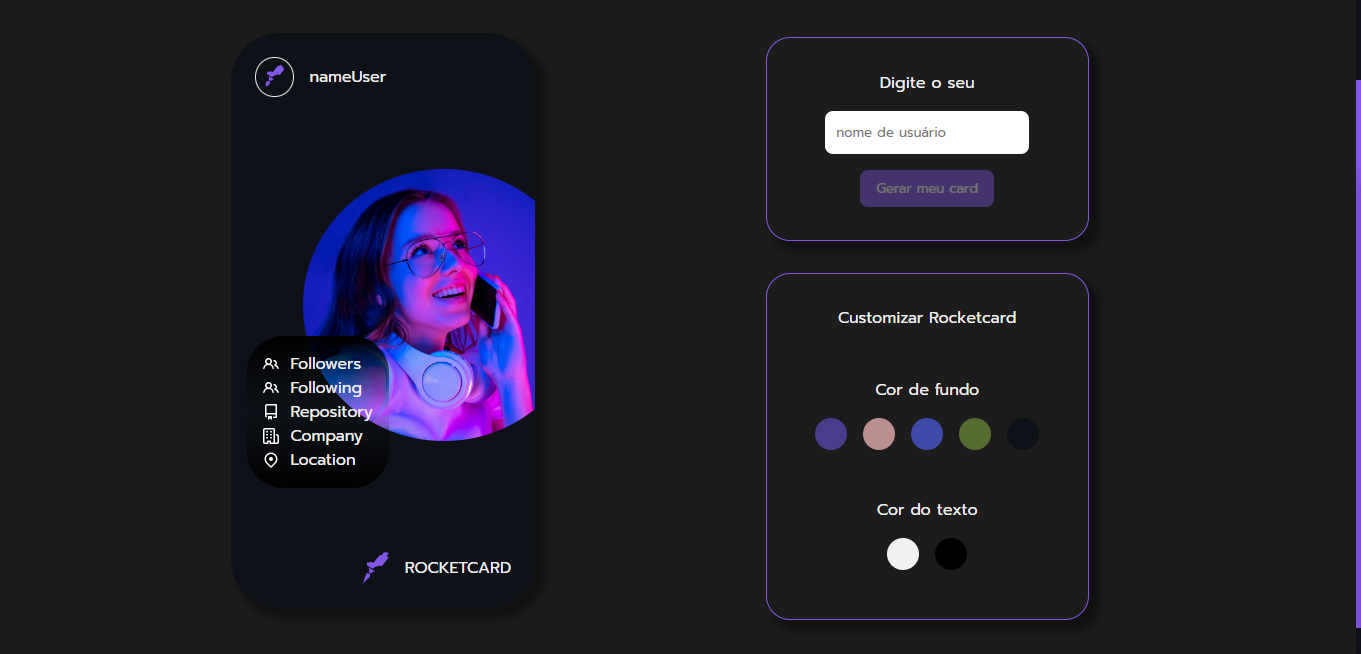 nameUser
Followers
Following
Repository
Company
Location
ROCKETCARD
Digite o seu
nome de usuário
Gerar meu card
Customizar Rocketcard
Cor de fundo
Cor do texto